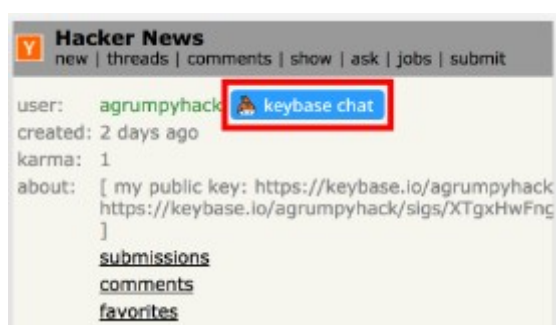 Y Hacker News
new | threads | comments | show | ask | jobs | submit
user: agrumpyhack keybase chat
created: 2 days ago
karma: 1
about: [ my public key: https://keybase.io/agrumpyhack
https://keybase.io/agrumpyhack/sigs/XTgxHwFng
]
submissions
comments
favorites